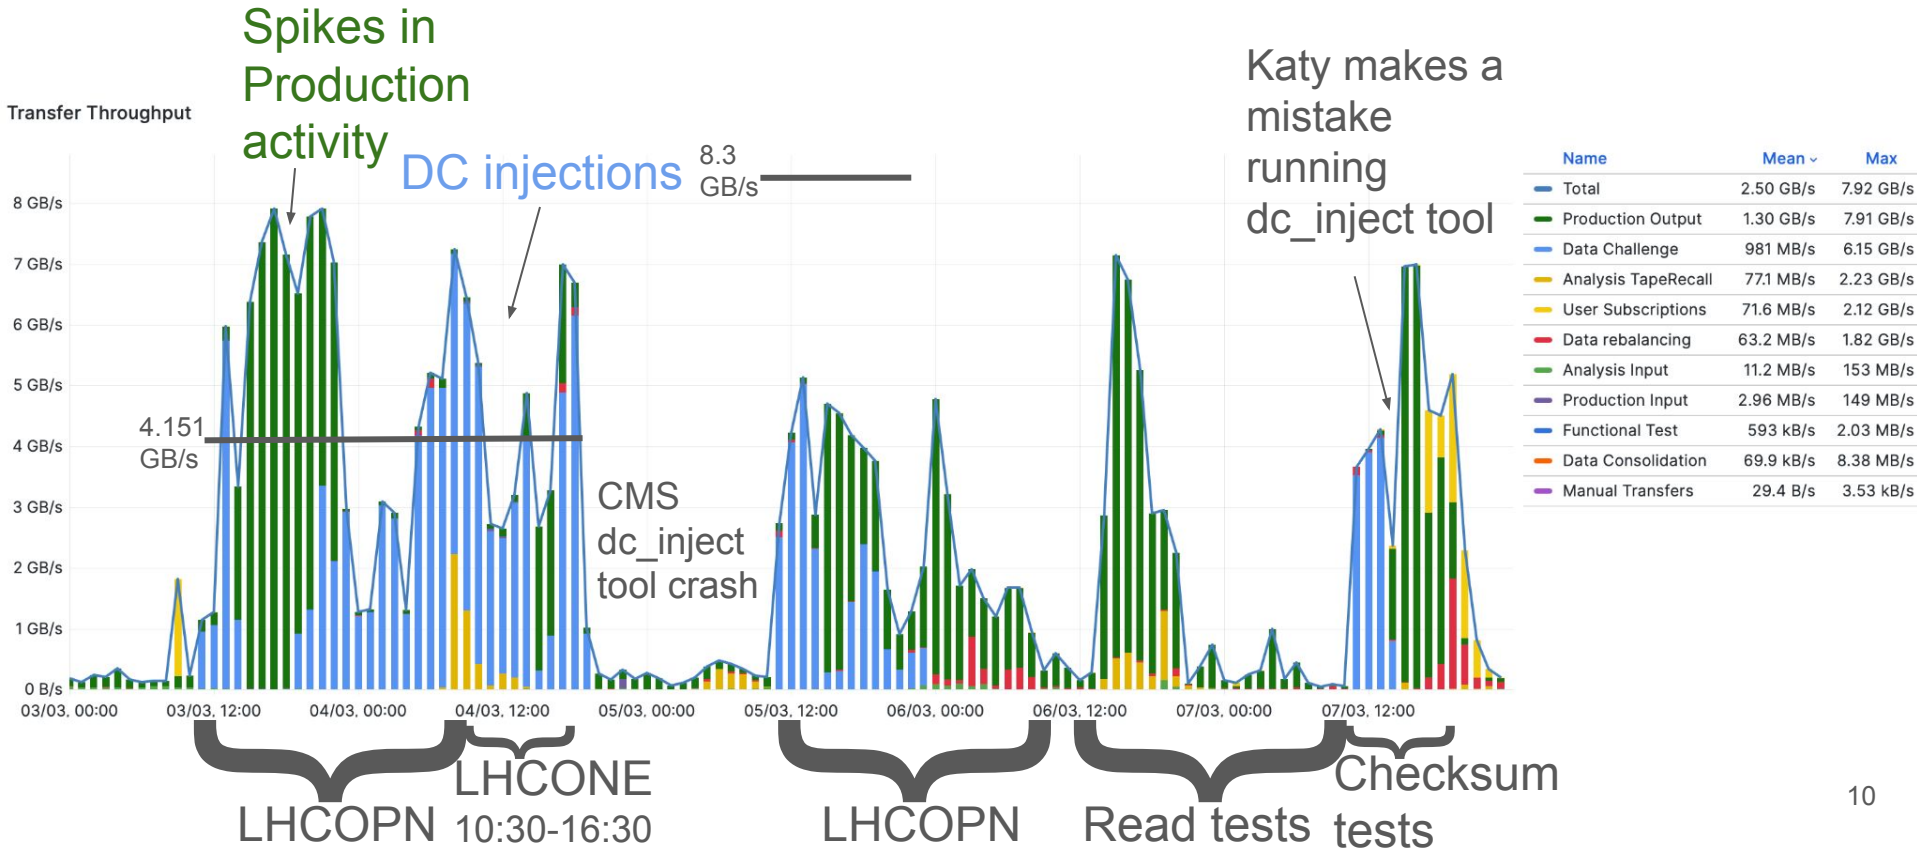 Spikes in
Production
activity
Transfer Throughput
DC injections
8.3
GB/s
Katy makes a
mistake
running
dc_inject tool
8 GB/s
7 GB/s
6 GB/s
5 GB/s
4 GB/s
3 GB/s
2 GB/s
1 GB/s
0 B/s
4.151
GB/s
CMS
dc_inject
tool crash
03/03, 00:00 03/03, 12:00 04/03, 00:00 04/03, 12:00 05/03, 00:00 05/03, 12:00 06/03, 00:00 06/03, 12:00 07/03, 00:00 07/03, 12:00
LHCOPN
LHCONE
10:30-16:30
LHCOPN
Read tests
Checksum
tests
Name Mean Max
Total 2.50 GB/s 7.92 GB/s
Production Output 1.30 GB/s 7.91 GB/s
Data Challenge 981 MB/s 6.15 GB/s
Analysis TapeRecall 77.1 MB/s 2.23 GB/s
User Subscriptions 71.6 MB/s 2.12 GB/s
Data rebalancing 63.2 MB/s 1.82 GB/s
Analysis Input 11.2 MB/s 153 MB/s
Production Input 2.96 MB/s 149 MB/s
Functional Test 593 kB/s 2.03 MB/s
Data Consolidation 69.9 kB/s 8.38 MB/s
Manual Transfers 29.4 B/s 3.53 kB/s
10